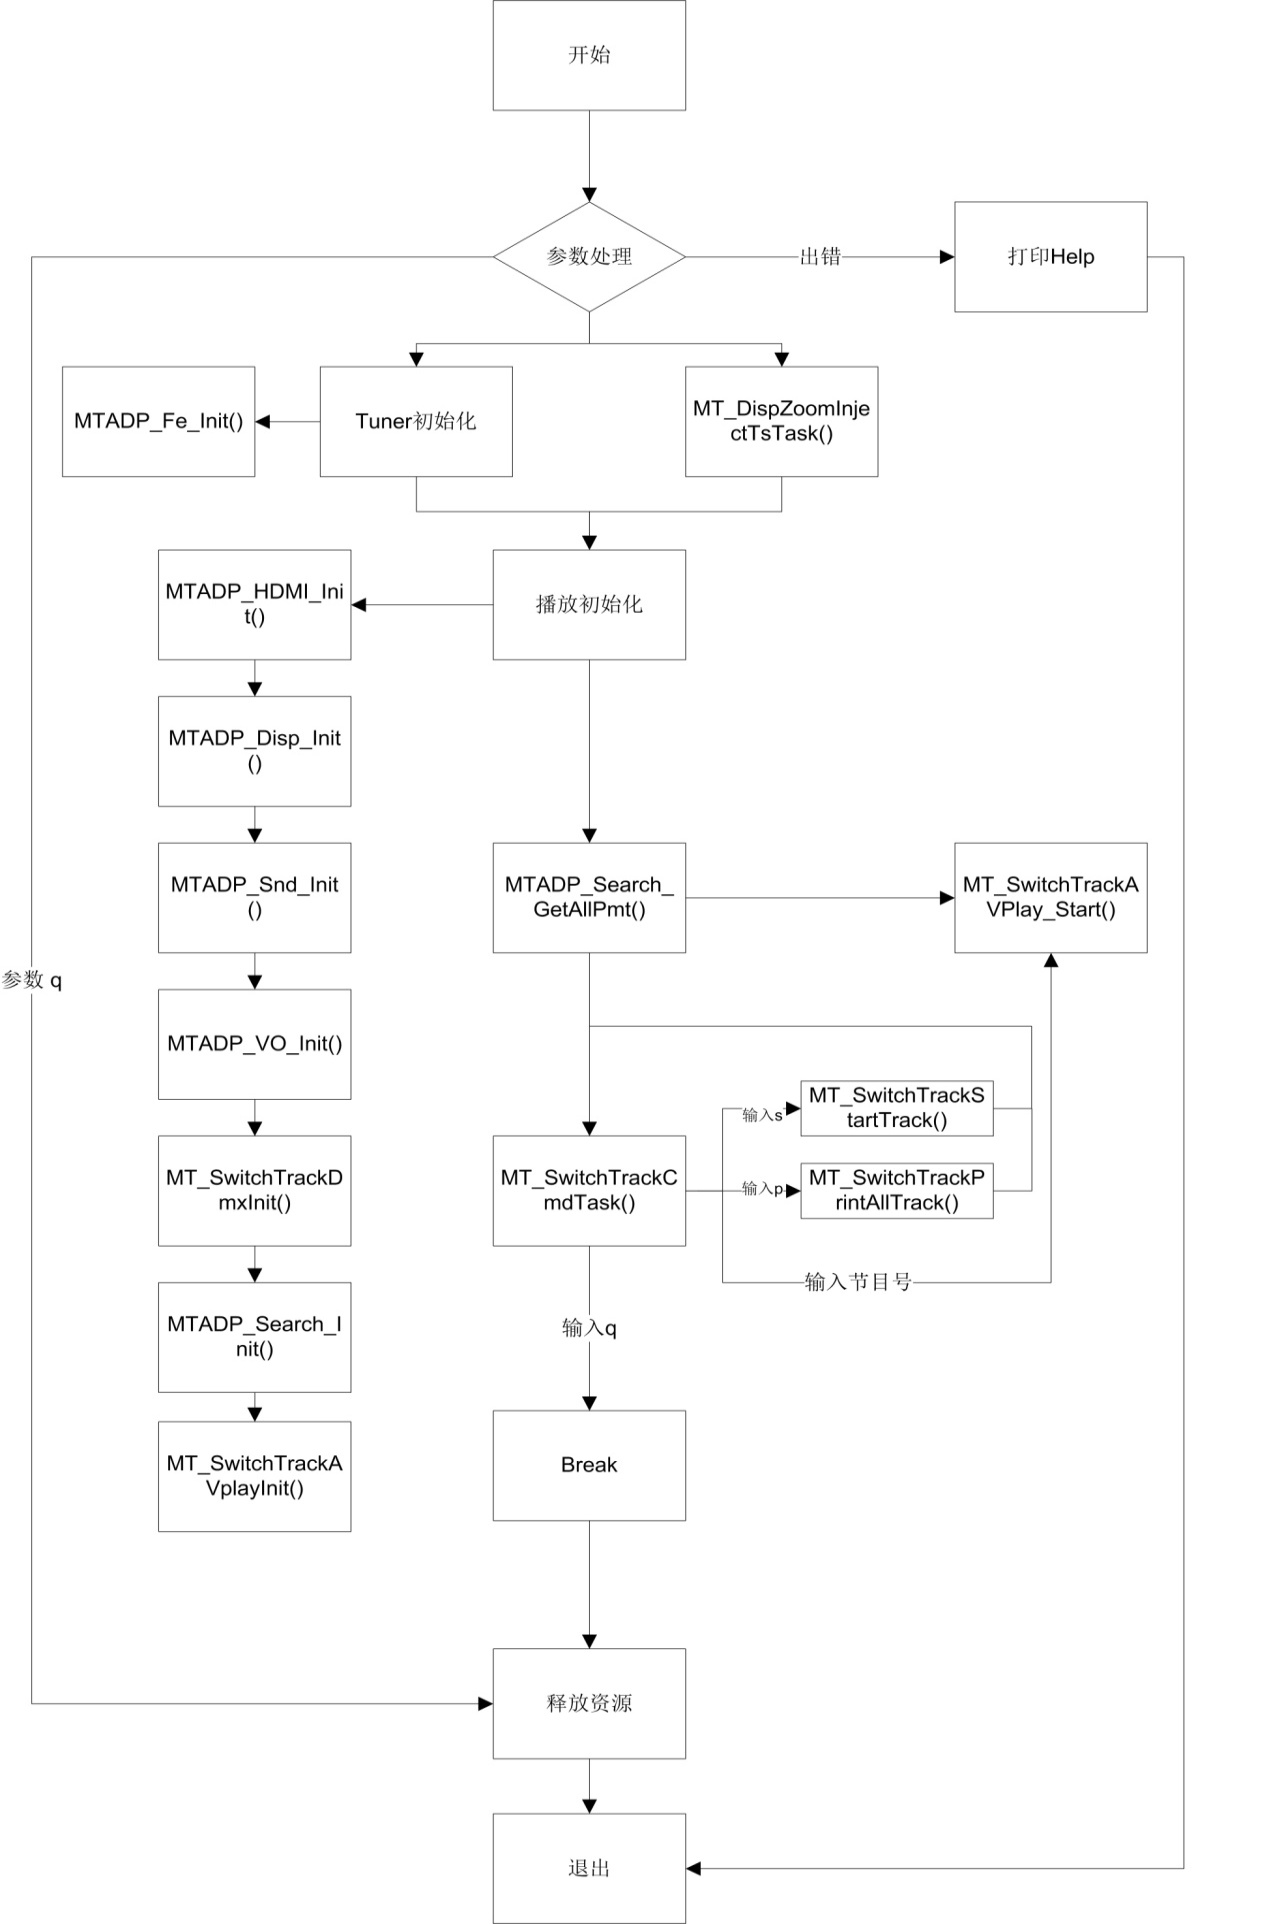 开始
参数处理
出错
打印Help
MTADP_Fe_Init()
Tuner初始化
MT_DispZoomInje
ctTsTask()
MTADP_HDMI_Ini
t()
播放初始化
MTADP_Disp_Init
()
MTADP_Snd_Init
()
MTADP_Search_
GetAllPmt()
MT_SwitchTrackA
VPlay_Start()
参数 q
MTADP_VO_Init()
MT_SwitchTrackS
tartTrack()
输入s
MT_SwitchTrackD
mxInit()
MT_SwitchTrackC
mdTask()
输入p
MT_SwitchTrackP
rintAllTrack()
输入节目号
MTADP_Search_I
nit()
输入q
MT_SwitchTrackA
VplayInit()
Break
释放资源
退出